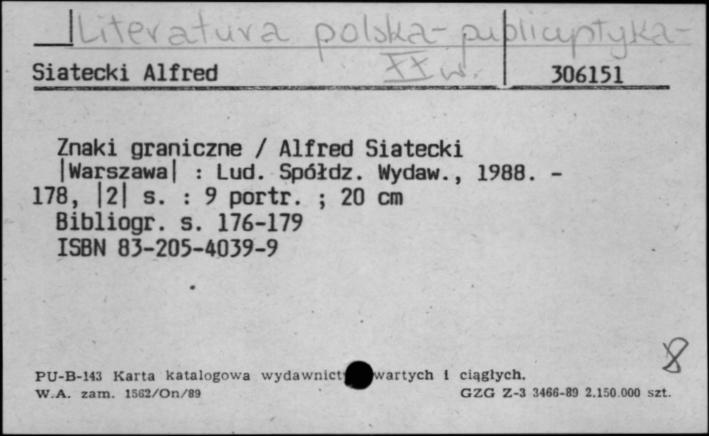 Literatura polska - publicystyka -
XX w.
Siatecki Alfred 306151
Znaki graniczne / Alfred Siatecki
|Warszawa| : Lud. Spółdz. Wydaw., 1988. -
178, |2| s. : 9 portr. ; 20 cm
Bibliogr. s. 176-179
ISBN 83-205-4039-9
PU-B-143 Karta katalogowa wydawnict wartych i ciągłych.
W.A. zam. 1562/On/89 GZG Z-3 3466-89 2.150.000 szt.